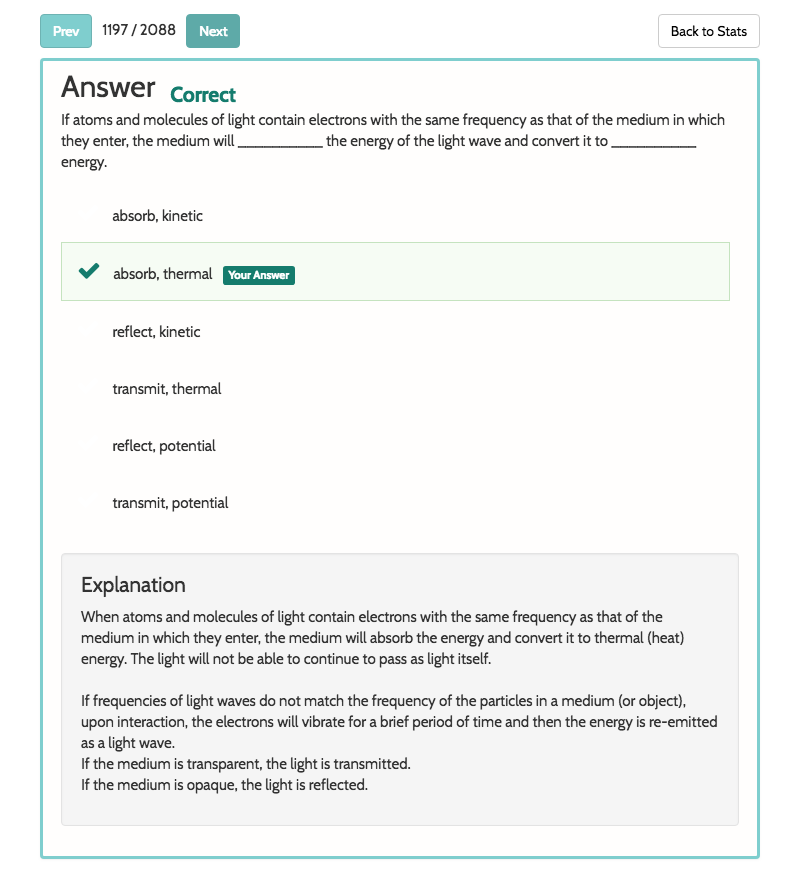 Prev 1197 / 2088 Next Back to Stats
Answer Correct
If atoms and molecules of light contain electrons with the same frequency as that of the medium in which
they enter, the medium will ____________ the energy of the light wave and convert it to ____________
energy.
absorb, kinetic
absorb, thermal Your Answer
reflect, kinetic
transmit, thermal
reflect, potential
transmit, potential
Explanation
When atoms and molecules of light contain electrons with the same frequency as that of the
medium in which they enter, the medium will absorb the energy and convert it to thermal (heat)
energy. The light will not be able to continue to pass as light itself.
If frequencies of light waves do not match the frequency of the particles in a medium (or object),
upon interaction, the electrons will vibrate for a brief period of time and then the energy is re-emitted
as a light wave.
If the medium is transparent, the light is transmitted.
If the medium is opaque, the light is reflected.